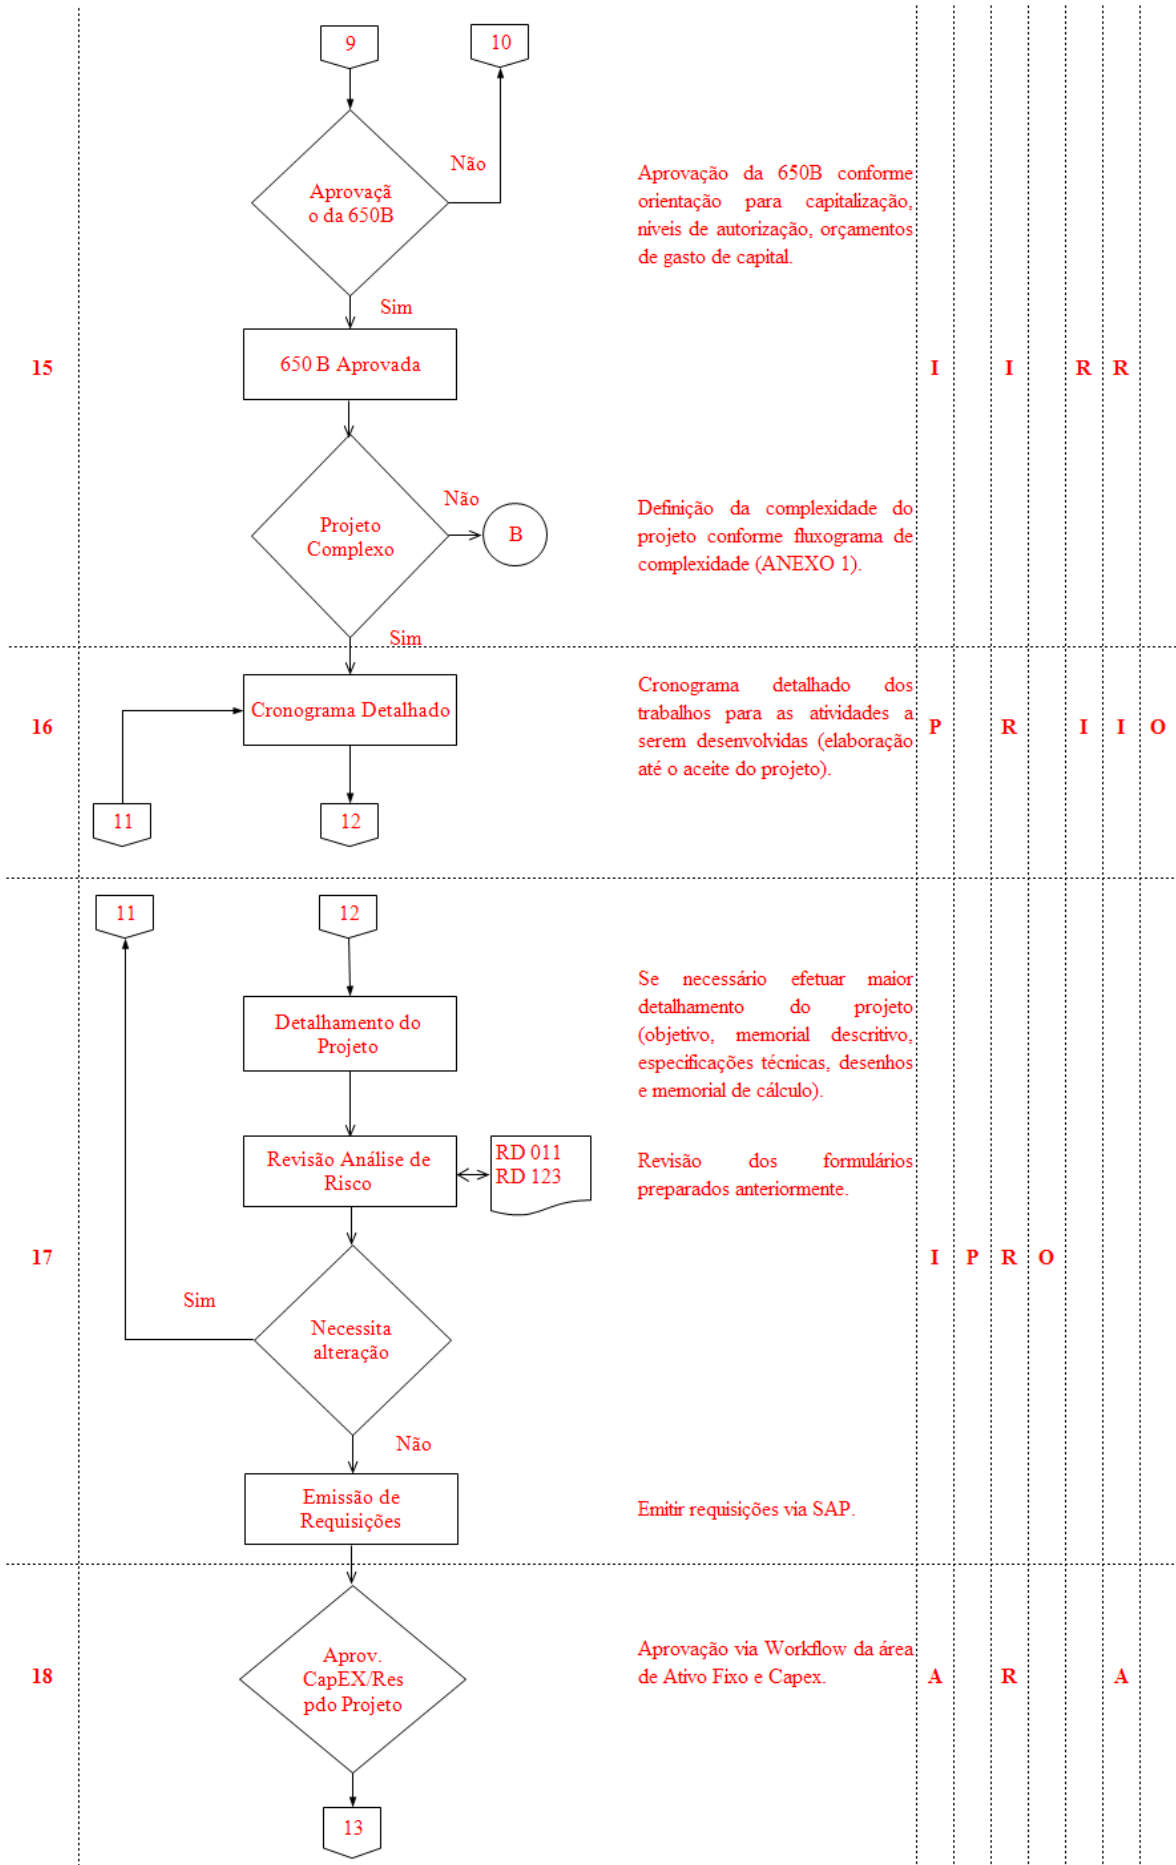 9
10
Não
Aprovaçã
o da 650B
Aprovação da 650B conforme
orientação para capitalização,
níveis de autorização, orçamentos
de gasto de capital.
Sim
15
650 B Aprovada
I I R R
Não
Projeto
Complexo
B
Definição da complexidade do
projeto conforme fluxograma de
complexidade (ANEXO 1).
Sim
16
Cronograma Detalhado
Cronograma detalhado dos
trabalhos para as atividades a
serem desenvolvidas (elaboração
até o aceite do projeto).
P R I I O
11
12
11
12
Detalhamento do
Projeto
Se necessário efetuar maior
detalhamento do projeto
(objetivo, memorial descritivo,
especificações técnicas, desenhos
e memorial de cálculo).
Revisão Análise de
Risco
RD 011
RD 123
Revisão dos formulários
preparados anteriormente.
17
I P R O
Sim
Necessita
alteração
Não
Emissão de
Requisições
Emitir requisições via SAP.
18
Aprov.
CapEX/Res
pdo Projeto
Aprovação via Workflow da área
de Ativo Fixo e Capex.
A R A
13